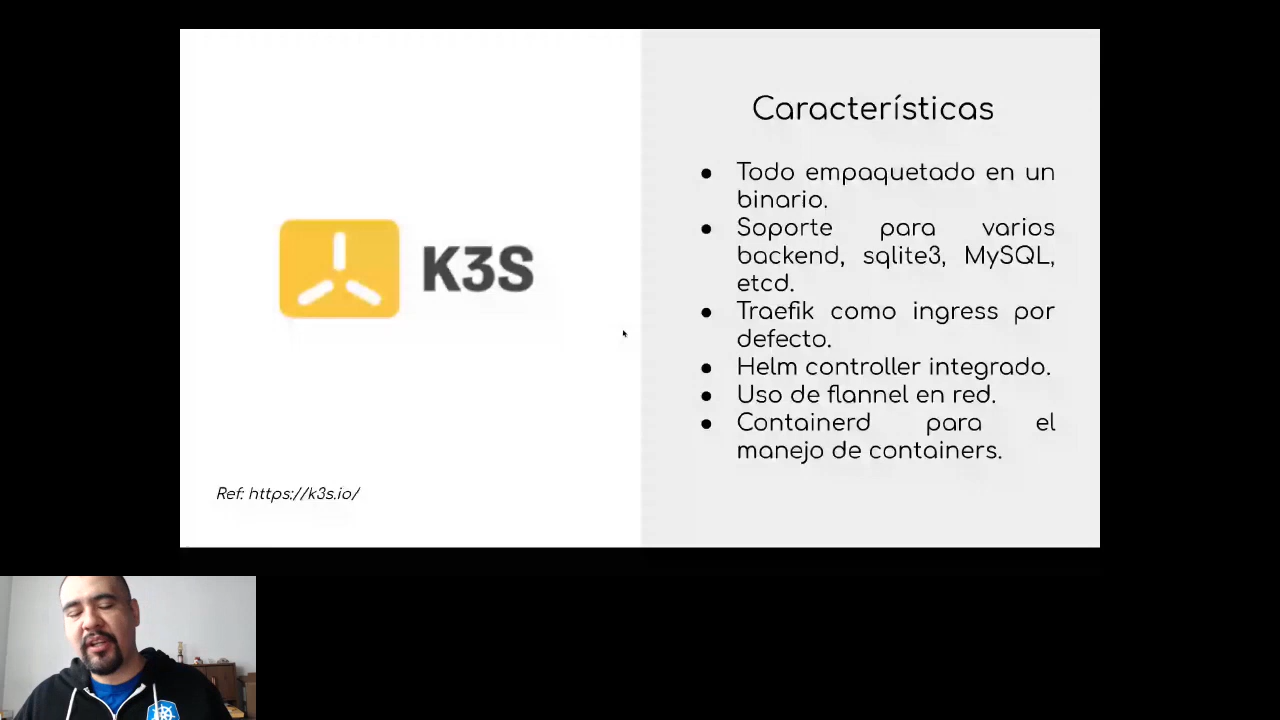 K3S
Ref: https://k3s.io/
Características
● Todo empaquetado en un
binario.
● Soporte para varios
backend, sqlite3, MySQL,
etcd.
● Traefik como ingress por
defecto.
● Helm controller integrado.
● Uso de flannel en red.
● Containerd para el
manejo de containers.